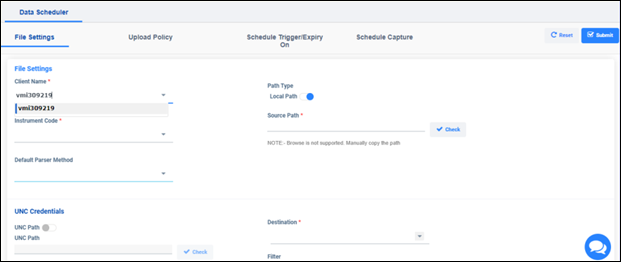 Data Scheduler
File Settings
Upload Policy
Schedule Trigger/Expiry On
Schedule Capture
Reset
Submit
File Settings
Client Name *
vmi309219
vmi309219
Instrument Code *
Default Parser Method
Path Type
Local Path
Source Path *
Check
NOTE:- Browse is not supported. Manually copy the path
UNC Credentials
UNC Path
UNC Path
Check
Destination *
Filter